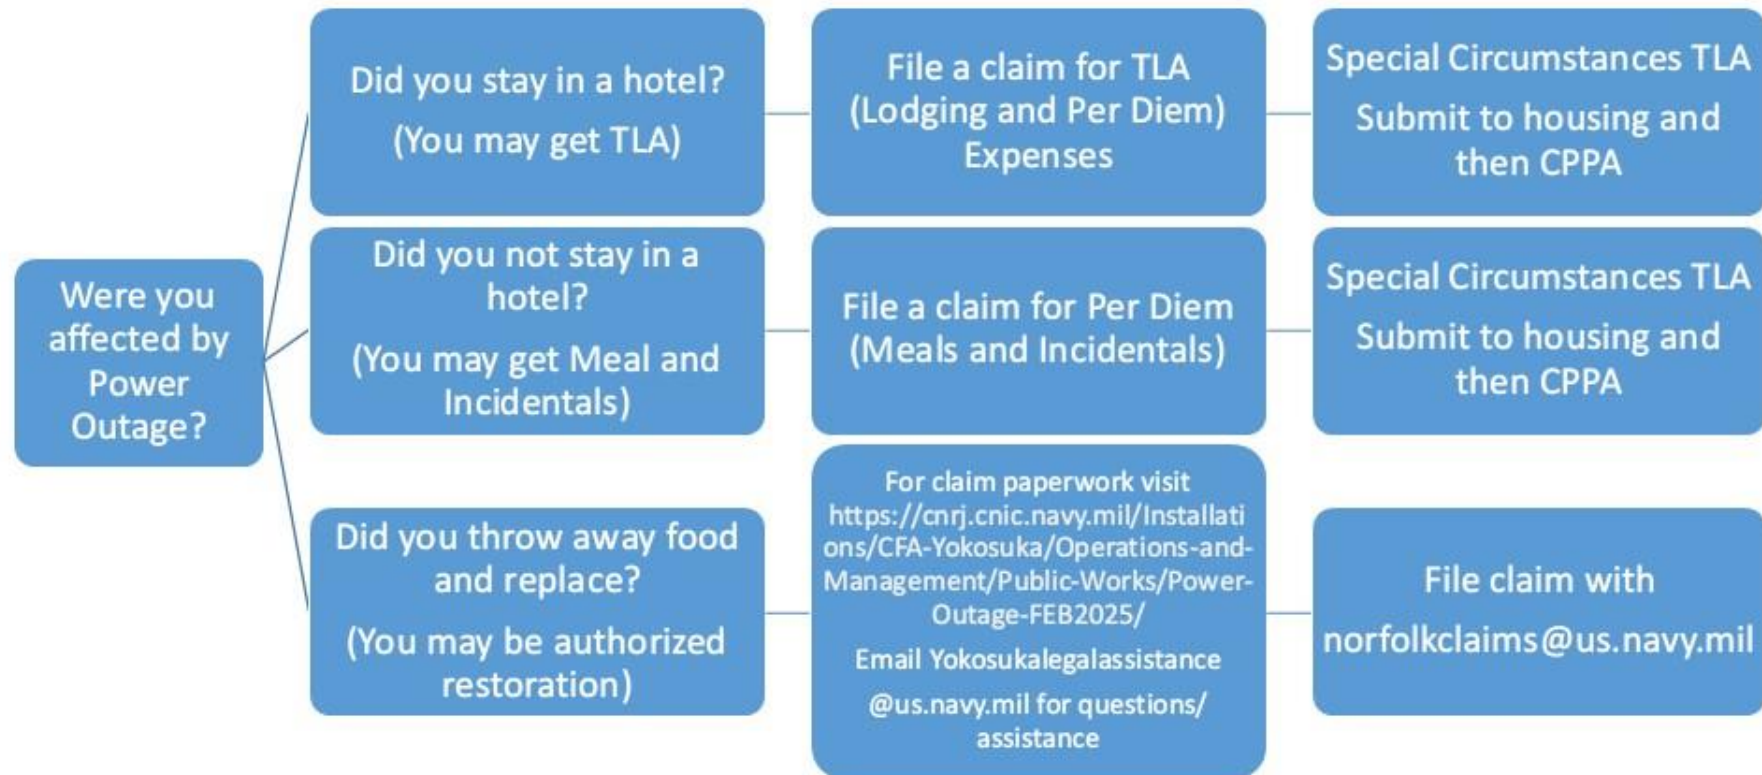 Were you
affected by
Power
Outage?
Did you stay in a hotel?
(You may get TLA)
File a claim for TLA
(Lodging and Per Diem)
Expenses
Special Circumstances TLA
Submit to housing and
then CPPA
Did you not stay in a
hotel?
(You may get Meal and
Incidentals)
File a claim for Per Diem
(Meals and Incidentals)
Special Circumstances TLA
Submit to housing and
then CPPA
Did you throw away food
and replace?
(You may be authorized
restoration)
For claim paperwork visit
https://cnrj.cnic.navy.mil/Installati
ons/CFA-Yokosuka/Operations-and-
Management/Public-Works/Power-
Outage-FEB2025/
Email Yokosukalegalassistance
@us.navy.mil for questions/
assistance
File claim with
norfolkclaims@us.navy.mil